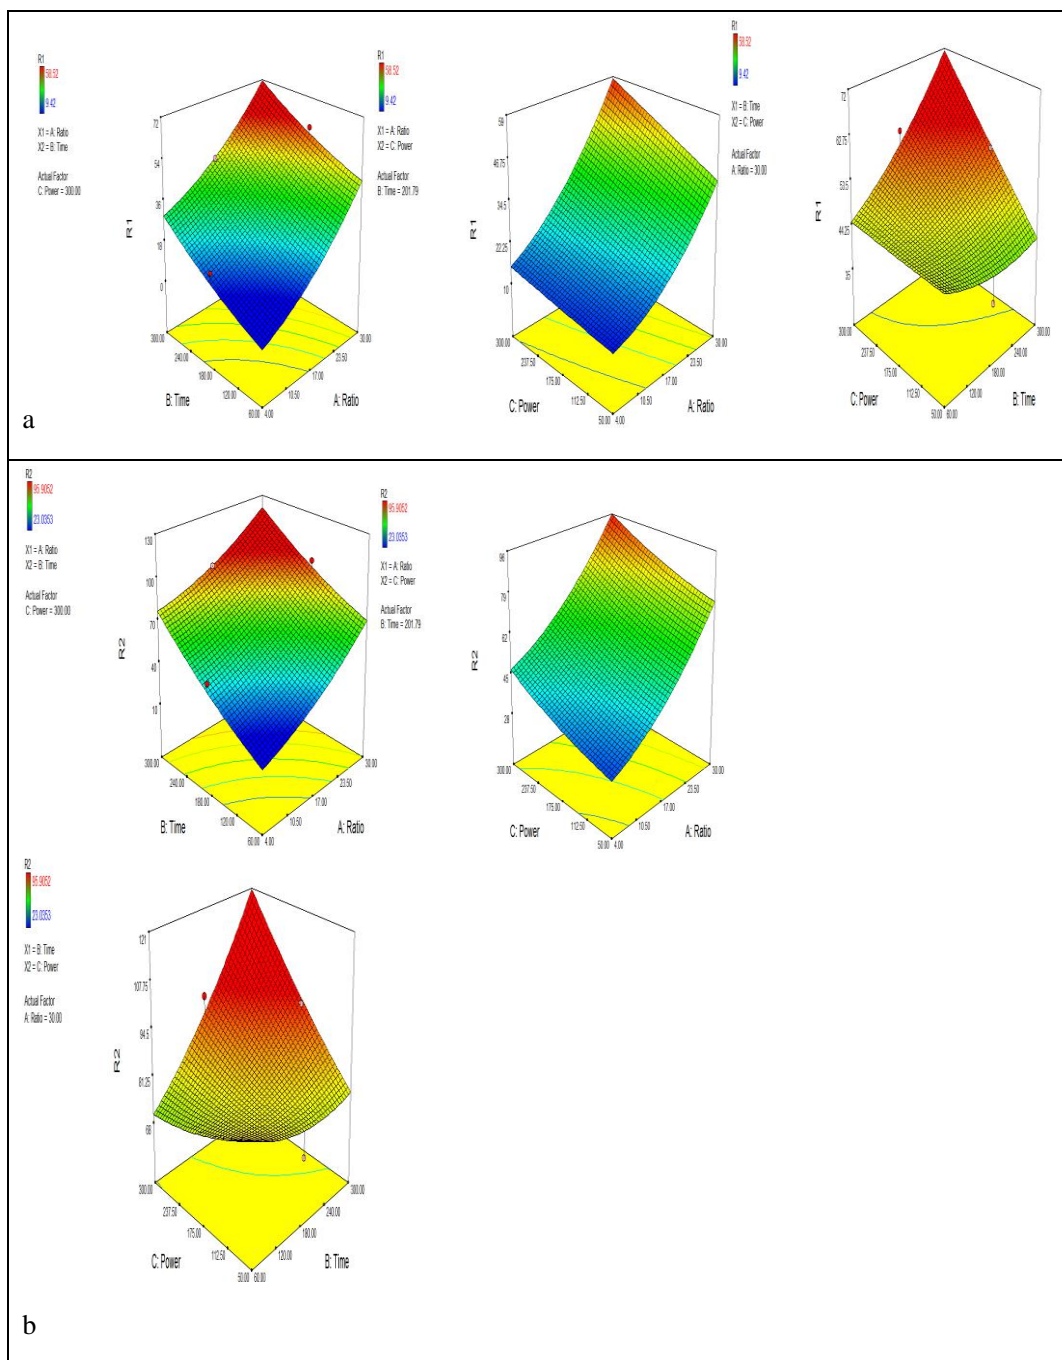 R1
58.52
9.42
X1 = A: Ratio
X2 = B: Time
Actual Factor
C: Power = 300.00
72
54
36
18
0
R1
300.00
240.00
180.00
120.00
60.00
4.00
10.50
17.00
23.50
30.00
B: Time
A: Ratio
R1
58.52
9.42
X1 = A: Ratio
X2 = C: Power
Actual Factor
B: Time = 201.79
59
46.75
34.5
22.25
10
R1
300.00
237.50
175.00
112.50
50.00
4.00
10.50
17.00
23.50
30.00
C: Power
A: Ratio
R1
58.52
9.42
X1 = B: Time
X2 = C: Power
Actual Factor
A: Ratio = 30.00
72
62.75
53.5
44.25
35
R1
300.00
237.50
175.00
112.50
50.00
60.00
120.00
180.00
240.00
300.00
C: Power
B: Time
a
R2
95.9052
23.0353
X1 = A: Ratio
X2 = B: Time
Actual Factor
C: Power = 300.00
130
100
70
40
10
R2
300.00
240.00
180.00
120.00
60.00
4.00
10.50
17.00
23.50
30.00
B: Time
A: Ratio
R2
95.9052
23.0353
X1 = A: Ratio
X2 = C: Power
Actual Factor
B: Time = 201.79
96
79
62
45
28
R2
300.00
237.50
175.00
112.50
50.00
4.00
10.50
17.00
23.50
30.00
C: Power
A: Ratio
R2
95.9052
23.0353
X1 = B: Time
X2 = C: Power
Actual Factor
A: Ratio = 30.00
121
107.75
94.5
81.25
68
R2
300.00
237.50
175.00
112.50
50.00
60.00
120.00
180.00
240.00
300.00
C: Power
B: Time
b